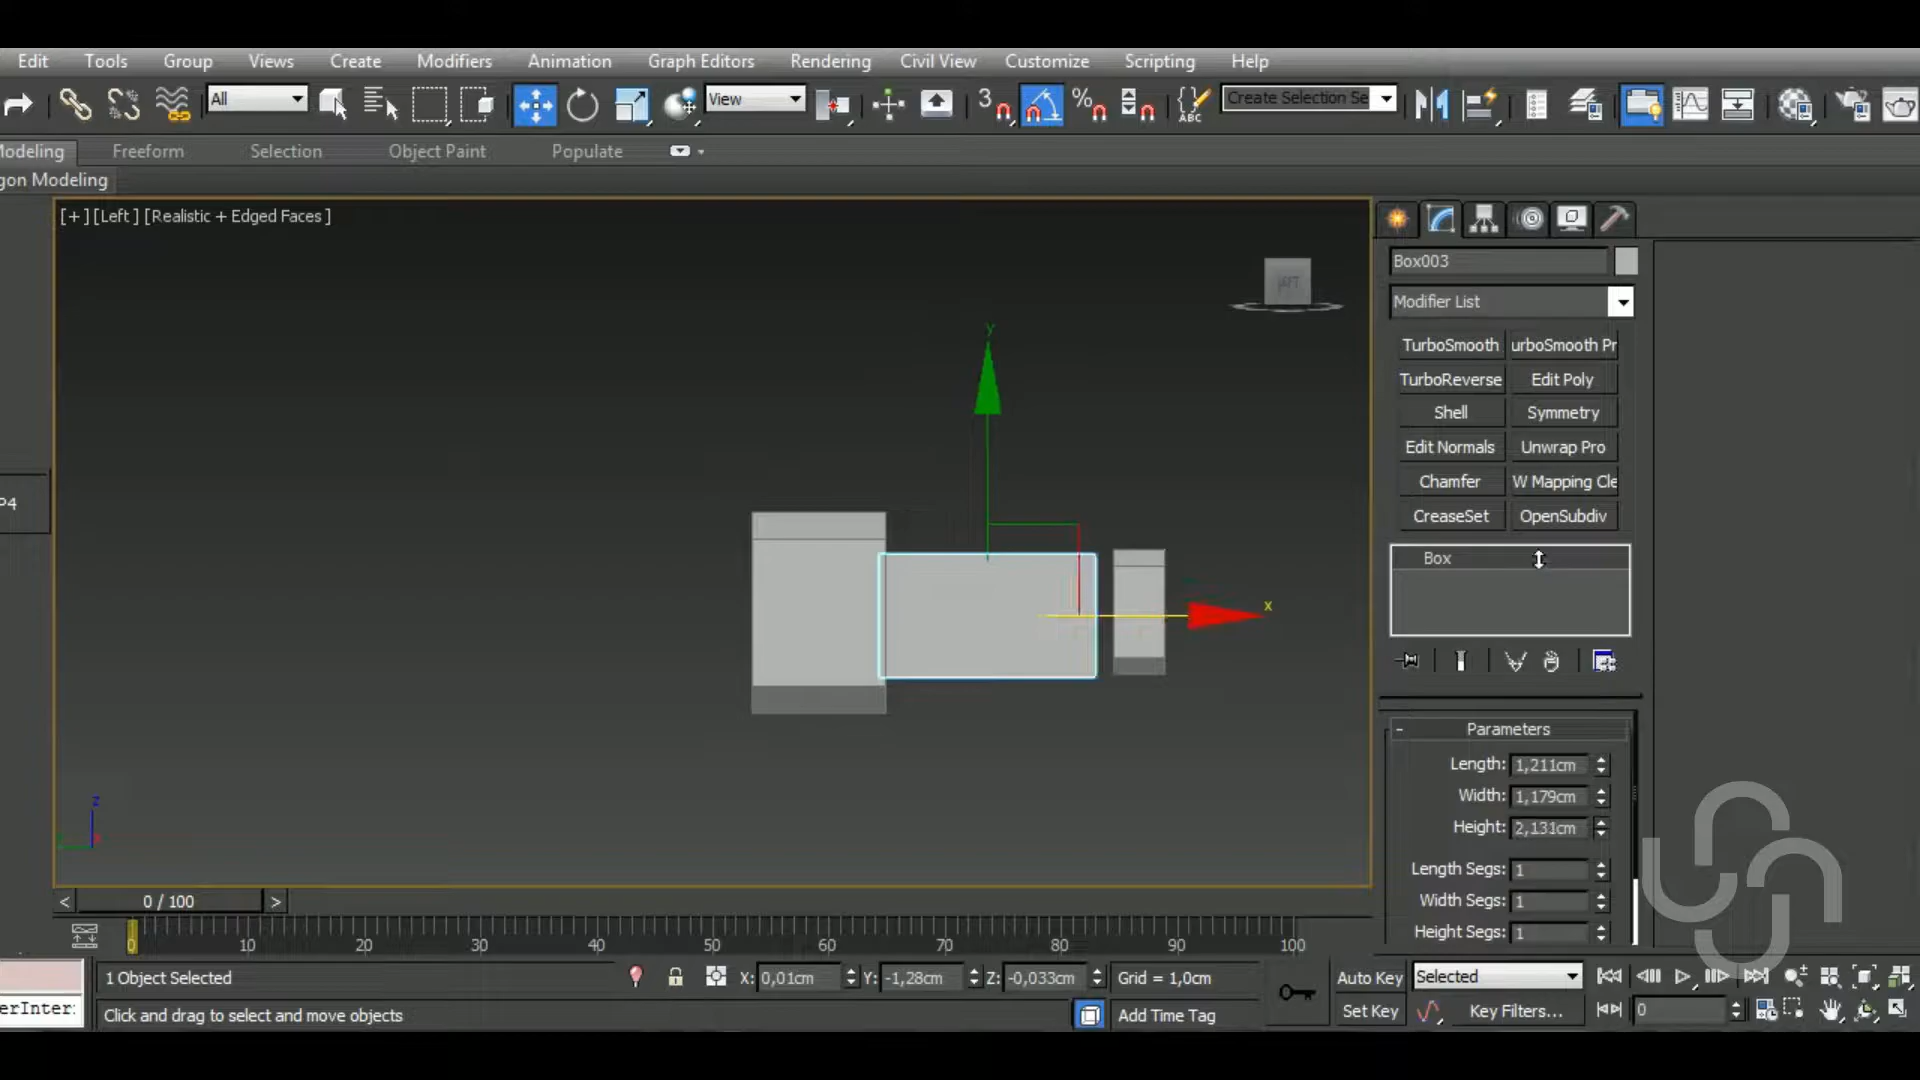 Edit Tools Group Views Create Modifiers Animation Graph Editors Rendering Civil View Customize Scripting Help
All View 3 % ABC Create Selection Se
Modeling Freeform Selection Object Paint Populate
gon Modeling
[+] [Left] [Realistic + Edged Faces]
Box003
Modifier List
TurboSmooth urboSmooth Pr
TurboReverse Edit Poly
Shell Symmetry
Edit Normals Unwrap Pro
Chamfer W Mapping Cle
CreaseSet OpenSubdiv
Box
y
x
z
P4
- Parameters
Length: 1,211cm
Width: 1,179cm
Height: 2,131cm
Length Segs: 1
Width Segs: 1
Height Segs: 1
< 0 / 100 >
0 10 20 30 40 50 60 70 80 90 100
1 Object Selected X: 0,01cm Y: -1,28cm Z: -0,033cm Grid = 1,0cm Auto Key Selected
erInter: Click and drag to select and move objects Add Time Tag Set Key Key Filters... 0